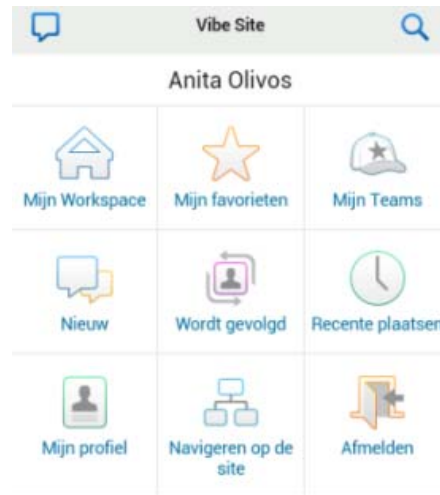 Vibe Site
Anita Olivos
Mijn Workspace
Mijn favorieten
Mijn Teams
Nieuw
Wordt gevolgd
Recente plaatsen
Mijn profiel
Navigeren op de
site
Afmelden